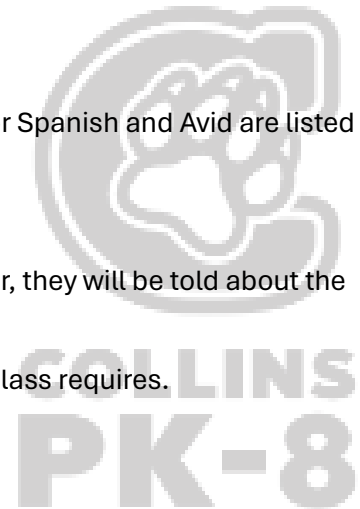 r Spanish and Avid are listed
r, they will be told about the
lass requires.
COLLINS
PK-8